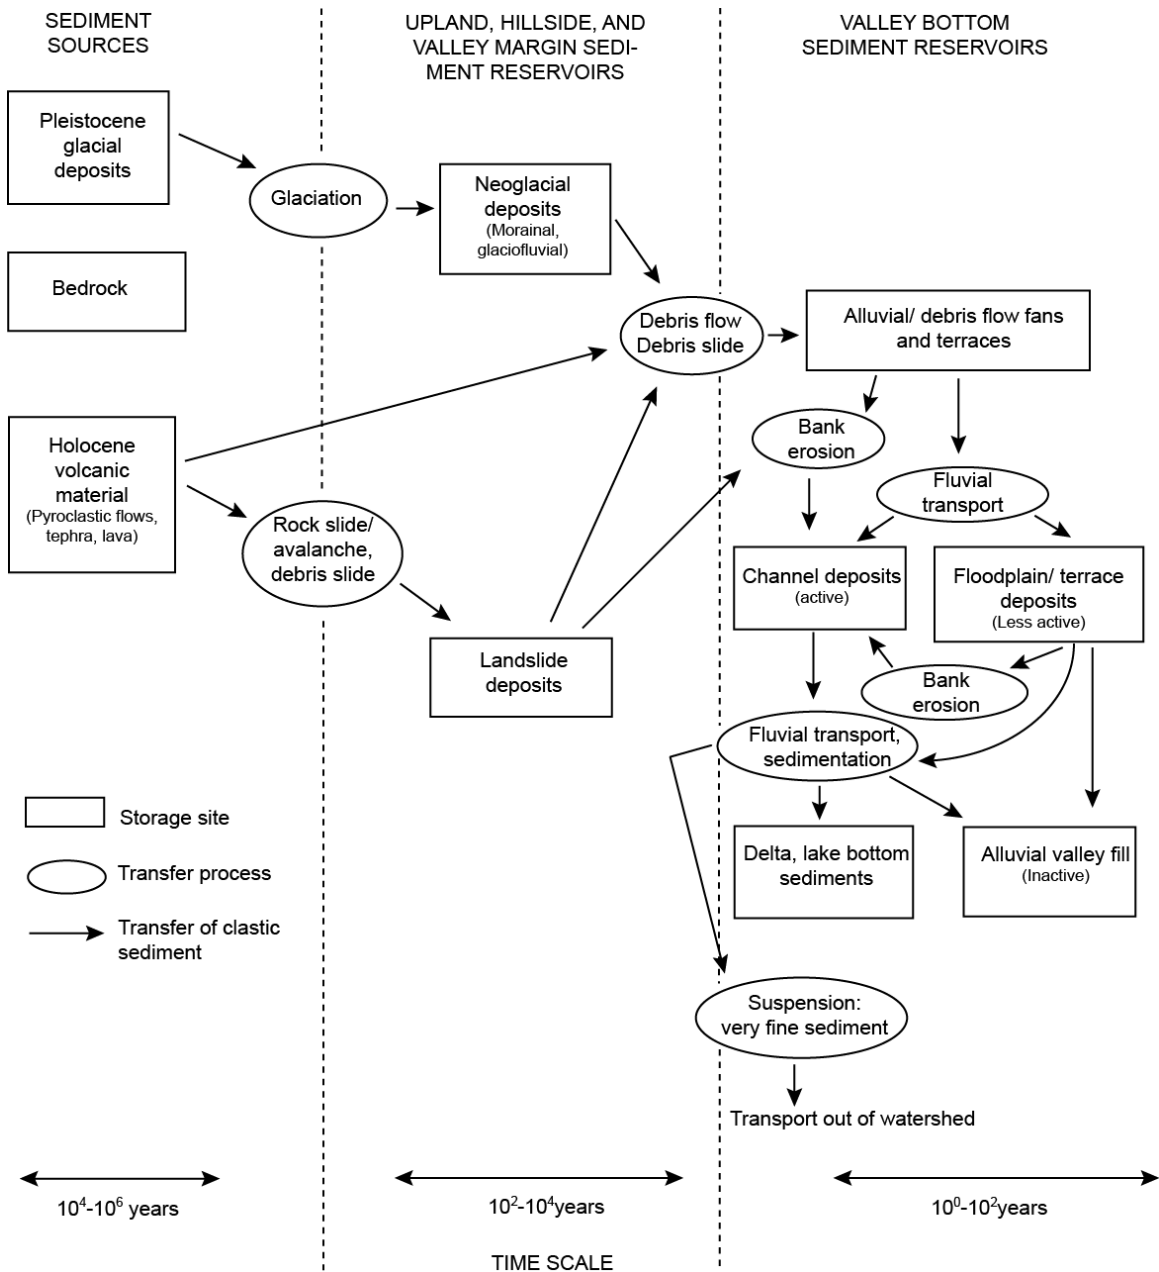 SEDIMENT
SOURCES
UPLAND, HILLSIDE, AND
VALLEY MARGIN SEDI-
MENT RESERVOIRS
VALLEY BOTTOM
SEDIMENT RESERVOIRS
Pleistocene
glacial
deposits
Glaciation
Neoglacial
deposits
(Morainal,
glaciofluvial)
Bedrock
Debris flow
Debris slide
Alluvial/ debris flow fans
and terraces
Holocene
volcanic
material
(Pyroclastic flows,
tephra, lava)
Rock slide/
avalanche,
debris slide
Bank
erosion
Fluvial
transport
Channel deposits
(active)
Floodplain/ terrace
deposits
(Less active)
Landslide
deposits
Bank
erosion
Fluvial transport,
sedimentation
Delta, lake bottom
sediments
Alluvial valley fill
(Inactive)
Storage site
Transfer process
Transfer of clastic
sediment
Suspension:
very fine sediment
Transport out of watershed
10⁴-10⁶ years
10²-10⁴years
10⁰-10²years
TIME SCALE